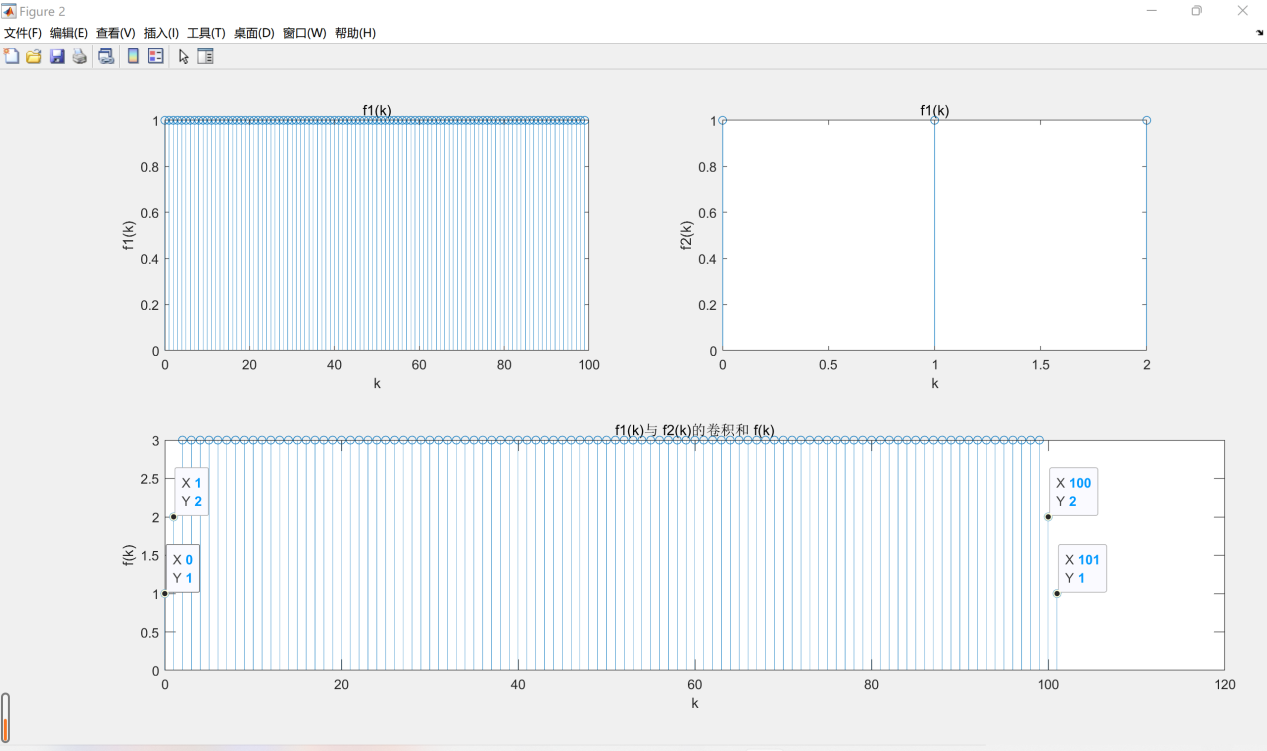 Figure 2
文件(F) 编辑(E) 查看(V) 插入(I) 工具(T) 桌面(D) 窗口(W) 帮助(H)
f1(k)
1
0.8
0.6
0.4
0.2
0
f1(k)
0 20 40 60 80 100
k
f1(k)
1
0.8
0.6
0.4
0.2
0
f2(k)
0 0.5 1 1.5 2
k
f1(k)与 f2(k)的卷积和 f(k)
3
2.5
2
1.5
1
0.5
0
f(k)
X 1
Y 2
X 0
Y 1
X 100
Y 2
X 101
Y 1
0 20 40 60 80 100 120
k